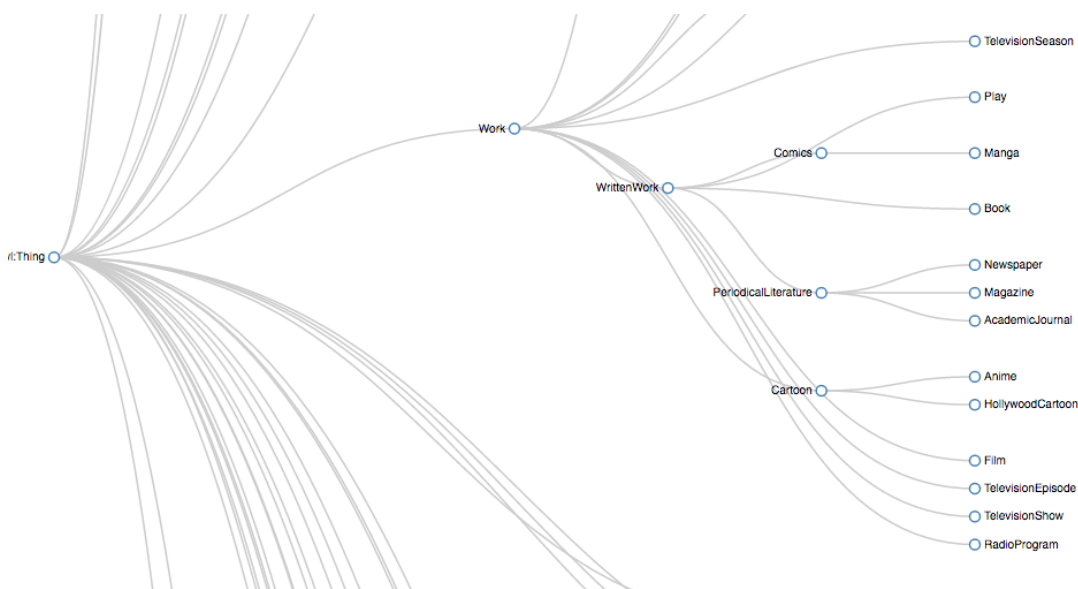 TelevisionSeason
Play
Work
Comics
Manga
WrittenWork
Book
l:Thing
Newspaper
PeriodicalLiterature
Magazine
AcademicJournal
Anime
Cartoon
HollywoodCartoon
Film
TelevisionEpisode
TelevisionShow
RadioProgram